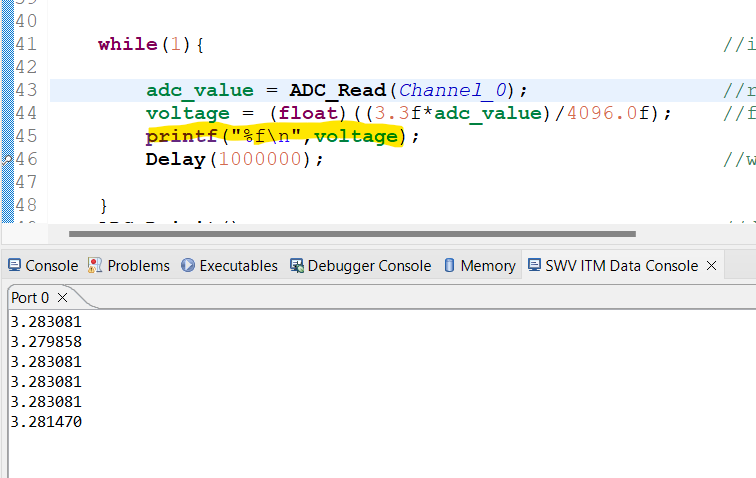 40
41 while(1){ //i
42
43 adc_value = ADC_Read(Channel_0); //r
44 voltage = (float)((3.3f*adc_value)/4096.0f); //f
45 printf("%f\n",voltage);
46 Delay(1000000); //w
47
48 }
Console Problems Executables Debugger Console Memory SWV ITM Data Console
Port 0
3.283081
3.279858
3.283081
3.283081
3.283081
3.281470